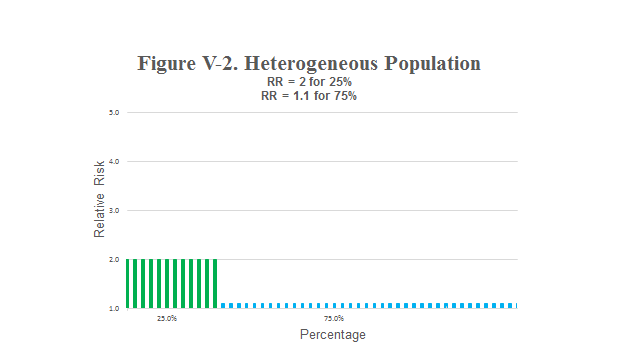 Figure V-2. Heterogeneous Population
RR = 2 for 25%
RR = 1.1 for 75%
5.0
4.0
3.0
2.0
1.0
Relative Risk
25.0% 75.0%
Percentage